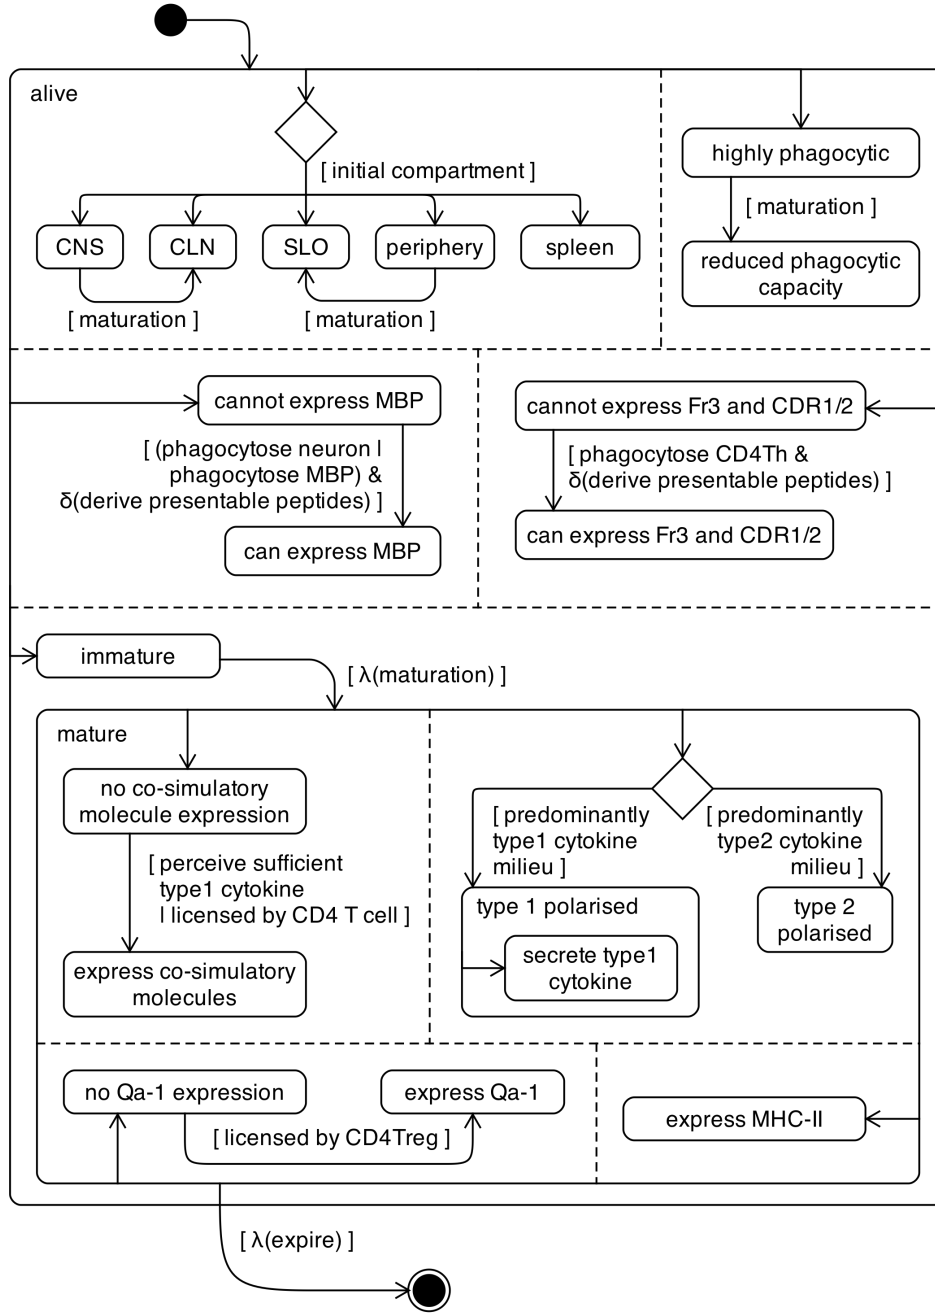 alive
[ initial compartment ]
CNS
CLN
SLO
periphery
spleen
[ maturation ]
[ maturation ]
highly phagocytic
[ maturation ]
reduced phagocytic
capacity
cannot express MBP
[ (phagocytose neuron |
phagocytose MBP) &
δ(derive presentable peptides) ]
can express MBP
cannot express Fr3 and CDR1/2
[ phagocytose CD4Th &
δ(derive presentable peptides) ]
can express Fr3 and CDR1/2
immature
[ λ(maturation) ]
mature
no co-simulatory
molecule expression
[ perceive sufficient
type1 cytokine
| licensed by CD4 T cell ]
express co-simulatory
molecules
[ predominantly
type1 cytokine
milieu ]
[ predominantly
type2 cytokine
milieu ]
type 1 polarised
secrete type1
cytokine
type 2
polarised
no Qa-1 expression
express Qa-1
[ licensed by CD4Treg ]
express MHC-II
[ λ(expire) ]